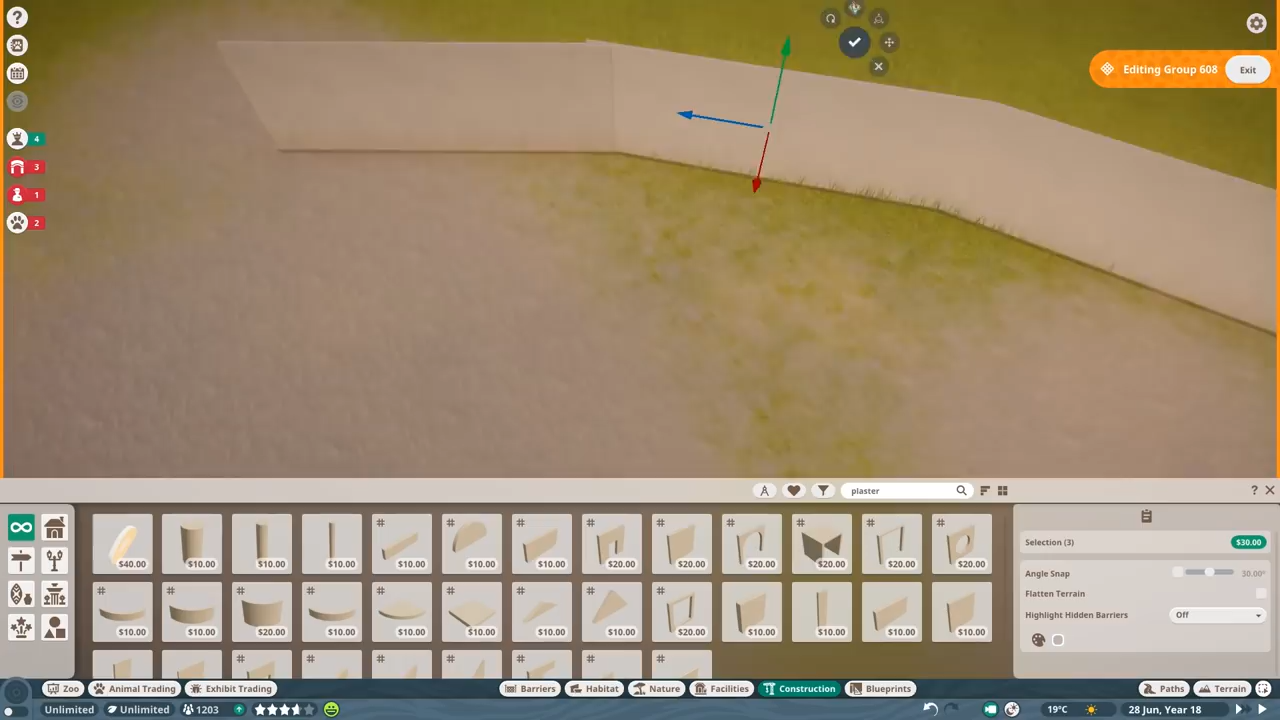 ?
Editing Group 608
Exit
4
3
1
2
plaster
? ×
$40.00 $10.00 $10.00 $10.00 $10.00 $10.00 $10.00 $20.00 $20.00 $20.00 $20.00 $20.00 $20.00
$10.00 $10.00 $20.00 $10.00 $10.00 $10.00 $10.00 $10.00 $20.00 $10.00 $10.00 $10.00 $10.00
Selection (3) $30.00
Angle Snap 30.00°
Flatten Terrain
Highlight Hidden Barriers Off
Zoo Animal Trading Exhibit Trading Barriers Habitat Nature Facilities Construction Blueprints Paths Terrain
Unlimited Unlimited 1203 19°C 28 Jun, Year 18